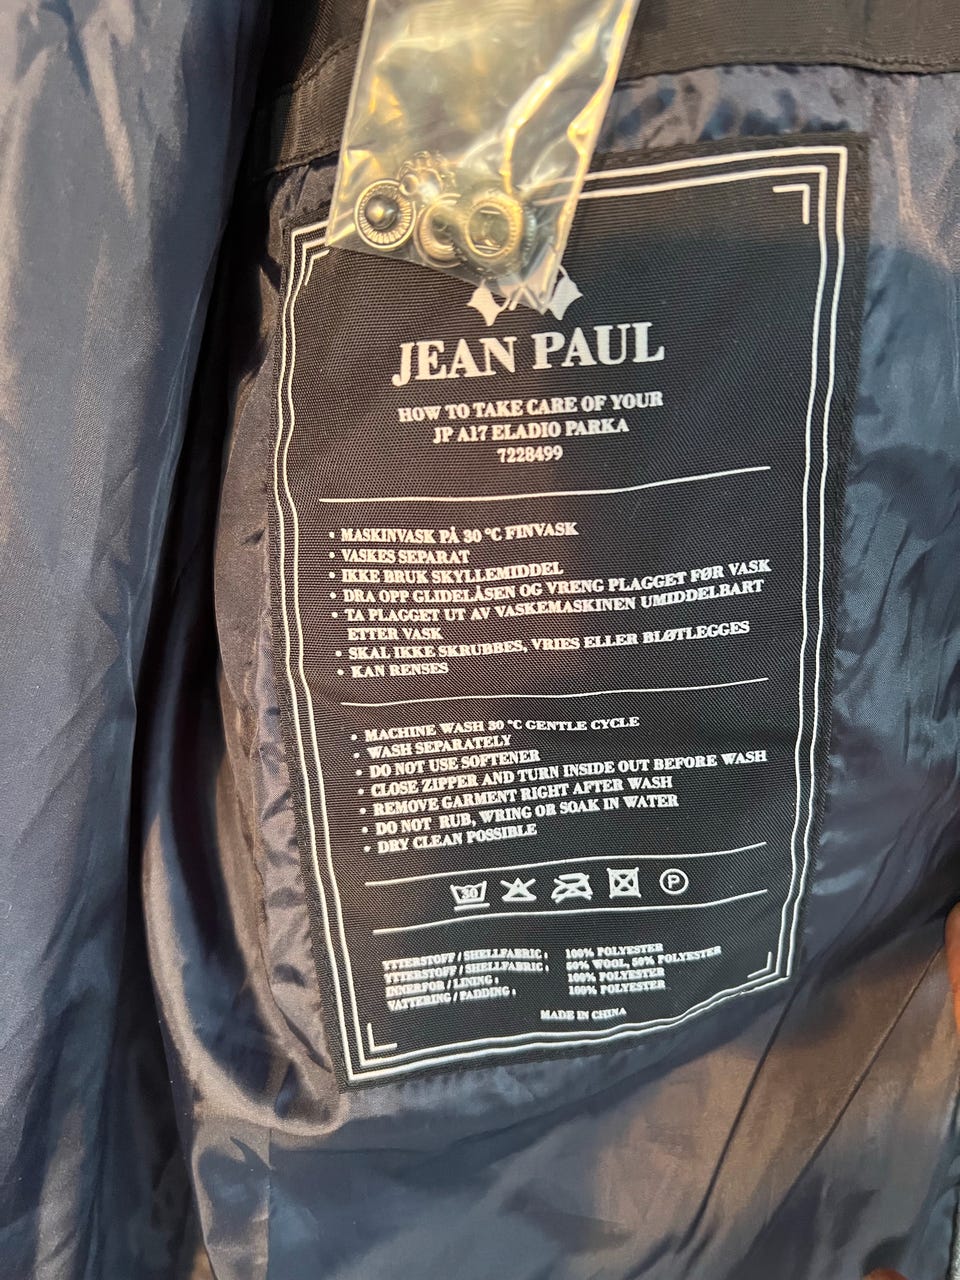 JEAN PAUL
HOW TO TAKE CARE OF YOUR
JP A17 ELADIO PARKA
7228499
• MASKINVASK PÅ 30 °C FINVASK
• VASKES SEPARAT
• IKKE BRUK SKYLLEMIDDEL
• DRA OPP GLIDELÅSEN OG VRENG PLAGGET FØR VASK
• TA PLAGGET UT AV VASKEMASKINEN UMIDDELBART
ETTER VASK
• SKAL IKKE SKRUBBES, VRIES ELLER BLØTLEGGES
• KAN RENSES
• MACHINE WASH 30 °C GENTLE CYCLE
• WASH SEPARATELY
• DO NOT USE SOFTENER
• CLOSE ZIPPER AND TURN INSIDE OUT BEFORE WASH
• REMOVE GARMENT RIGHT AFTER WASH
• DO NOT RUB, WRING OR SOAK IN WATER
• DRY CLEAN POSSIBLE
30 P
YTTERSTOFF / SHELLFABRIC: 100% POLYESTER
YTTERSTOFF / SHELLFABRIC: 50% WOOL, 50% POLYESTER
INNERFOR / LINING: 100% POLYESTER
VATTERING / PADDING: 100% POLYESTER
MADE IN CHINA